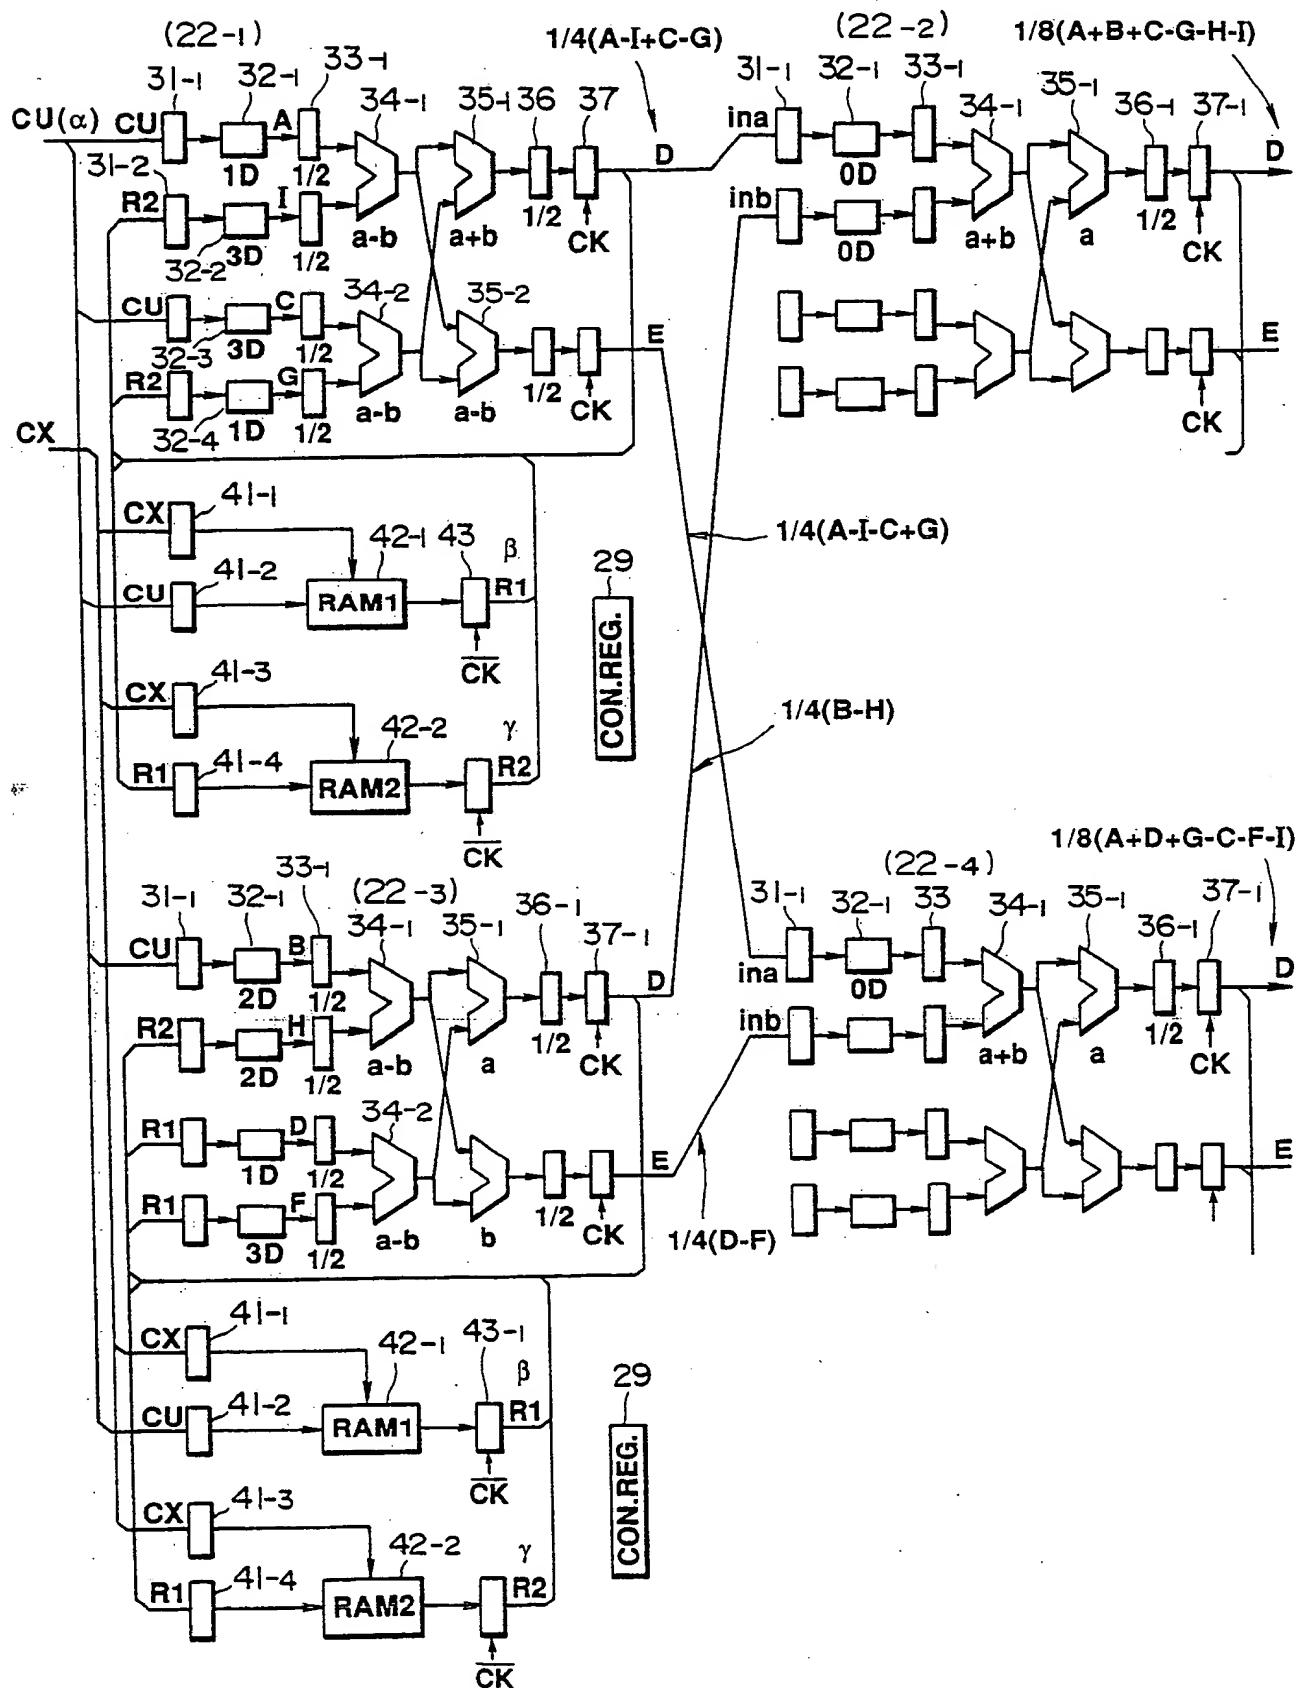 (22-1)
1/4(A-I+C-G)
(22-2)
1/8(A+B+C-G-H-I)
31-1
32-1
33-1
34-1
35-1
36
37
31-1
32-1
33-1
34-1
35-1
36-1
37-1
CU(α)
CU
A
D
ina
D
31-2
1D
1/2
0D
R2
I
1/2
CK
inb
1/2
CK
32-2
3D
1/2
a-b
a+b
0D
a+b
a
CU
C
34-2
35-2
E
E
32-3
3D
1/2
R2
G
1/2
CK
CK
32-4
1D
1/2
a-b
a-b
CX
CX
41-1
42-1
43
β
1/4(A-I-C+G)
29
CU
41-2
RAM1
R1
CK
CON.REG.
CX
41-3
42-2
γ
1/4(B-H)
R1
41-4
RAM2
R2
CK
1/8(A+D+G-C-F-I)
31-1
32-1
33-1
(22-3)
34-1
35-1
36-1
37-1
31-1
32-1
(22-4)
33
34-1
35-1
36-1
37-1
CU
B
D
ina
D
2D
1/2
0D
R2
H
1/2
CK
inb
1/2
CK
2D
1/2
a-b
a
a+b
a
R1
D
34-2
E
E
1D
1/2
R1
F
1/2
CK
3D
1/2
a-b
b
1/4(D-F)
CX
41-1
42-1
43-1
β
29
CU
41-2
RAM1
R1
CK
CON.REG.
CX
41-3
42-2
γ
R1
41-4
RAM2
R2
CK